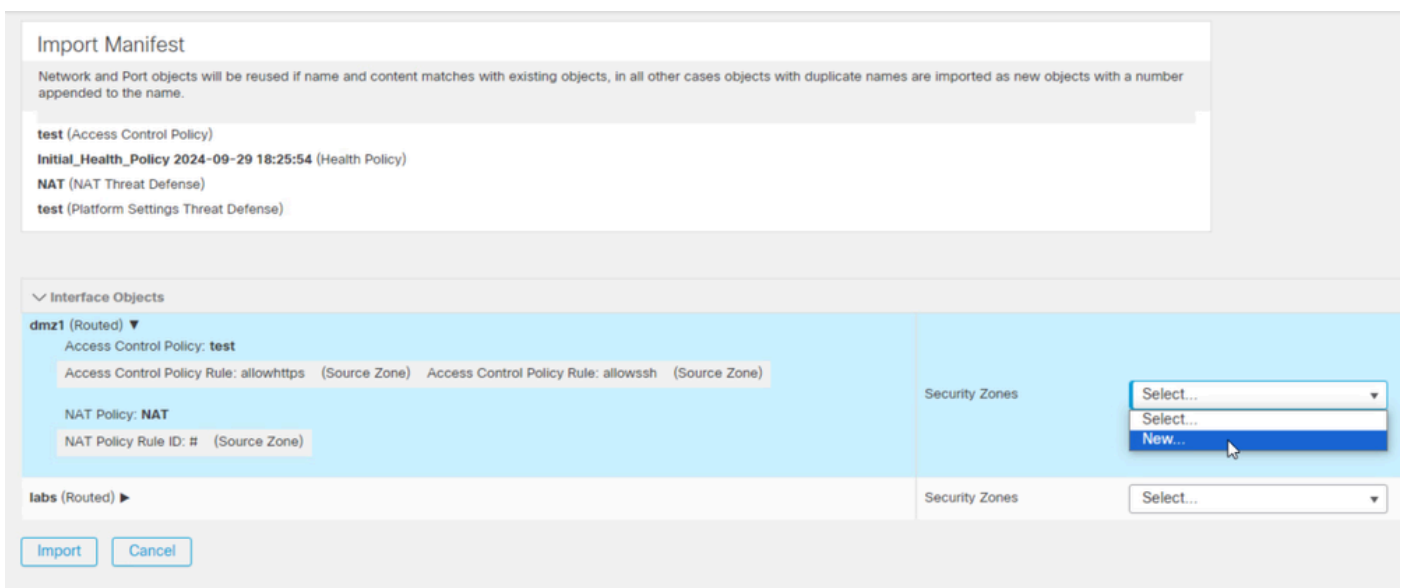 Import Manifest
Network and Port objects will be reused if name and content matches with existing objects, in all other cases objects with duplicate names are imported as new objects with a number
appended to the name.
test (Access Control Policy)
Initial_Health_Policy 2024-09-29 18:25:54 (Health Policy)
NAT (NAT Threat Defense)
test (Platform Settings Threat Defense)
Interface Objects
dmz1 (Routed)
Access Control Policy: test
Access Control Policy Rule: allowhttps (Source Zone) Access Control Policy Rule: allowssh (Source Zone)
NAT Policy: NAT
NAT Policy Rule ID: # (Source Zone)
Security Zones
Select...
Select...
New...
labs (Routed)
Security Zones
Select...
Import
Cancel